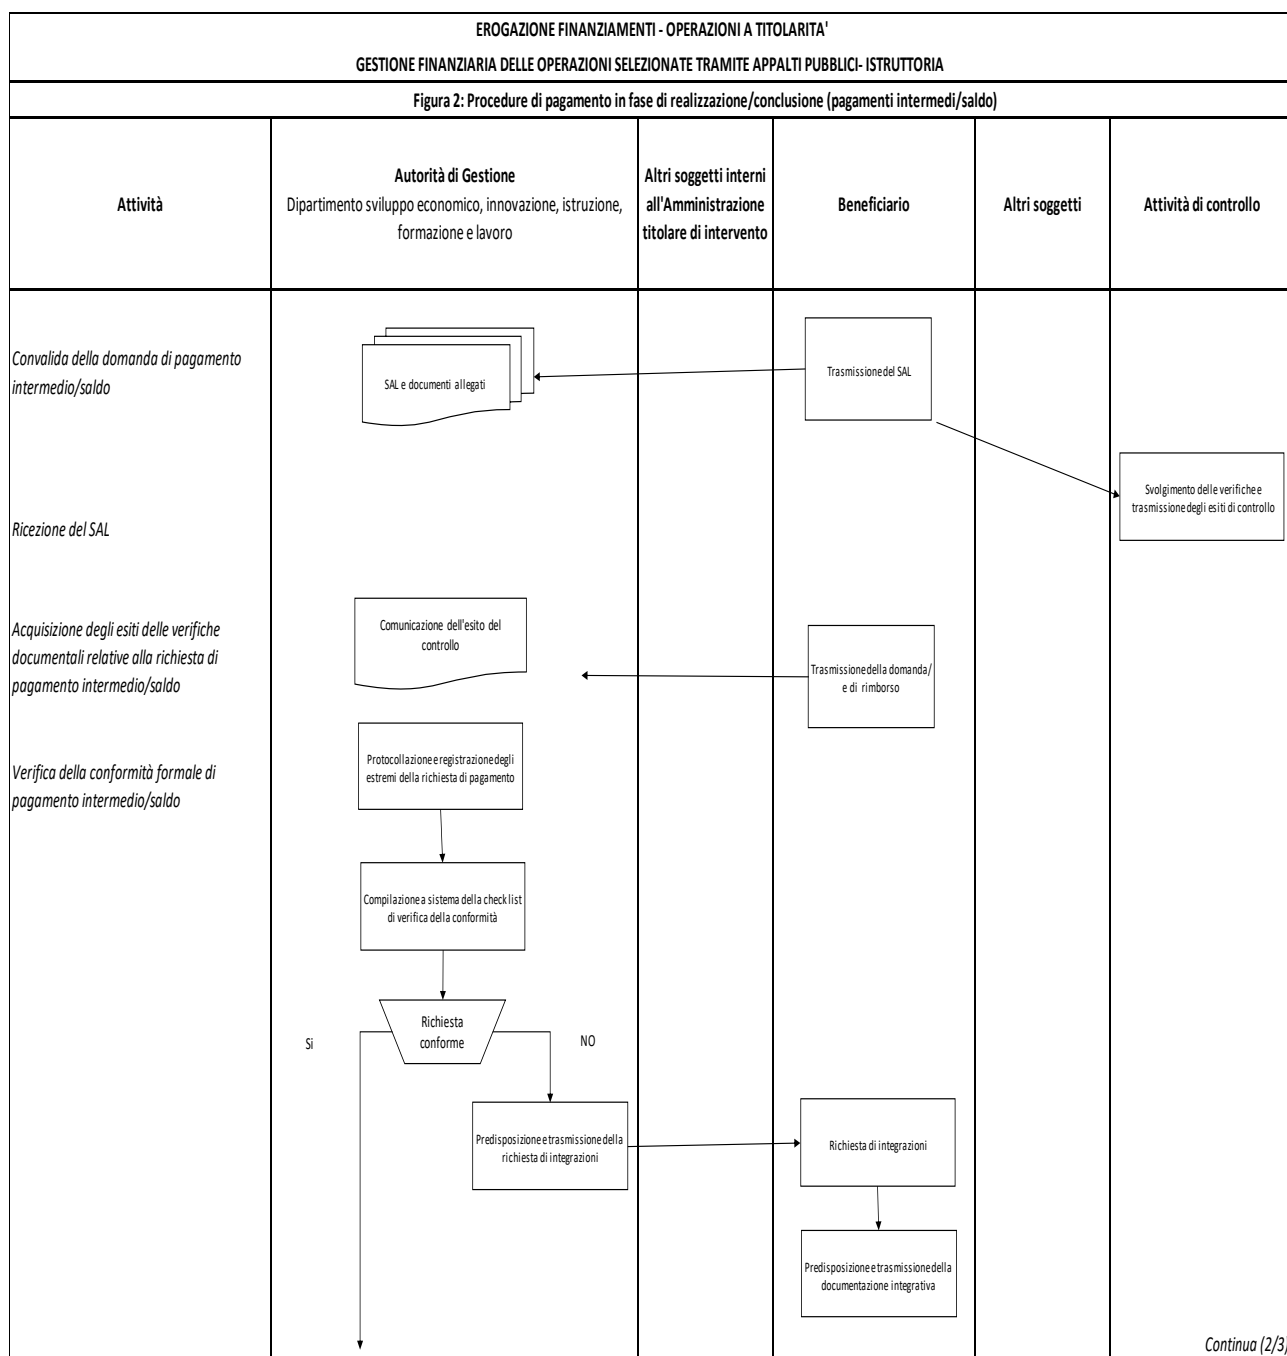 EROGAZIONE FINANZIAMENTI - OPERAZIONI A TITOLARITA'
GESTIONE FINANZIARIA DELLE OPERAZIONI SELEZIONATE TRAMITE APPALTI PUBBLICI- ISTRUTTORIA
Figura 2: Procedure di pagamento in fase di realizzazione/conclusione (pagamenti intermedi/saldo)
Attività
Autorità di Gestione
Dipartimento sviluppo economico, innovazione, istruzione,
formazione e lavoro
Altri soggetti interni
all'Amministrazione
titolare di intervento
Beneficiario
Altri soggetti
Attività di controllo
Convalida della domanda di pagamento
intermedio/saldo
SAL e documenti allegati
Trasmissione del SAL
Svolgimento delle verifiche e
trasmissione degli esiti di controllo
Ricezione del SAL
Acquisizione degli esiti delle verifiche
documentali relative alla richiesta di
pagamento intermedio/saldo
Comunicazione dell'esito del
controllo
Trasmissione della domanda/
e di rimborso
Verifica della conformità formale di
pagamento intermedio/saldo
Protocollazione e registrazione degli
estremi della richiesta di pagamento
Compilazione a sistema della check list
di verifica della conformità
Richiesta
conforme
Si
NO
Predisposizione e trasmissione della
richiesta di integrazioni
Richiesta di integrazioni
Predisposizione e trasmissione della
documentazione integrativa
Continua (2/3)